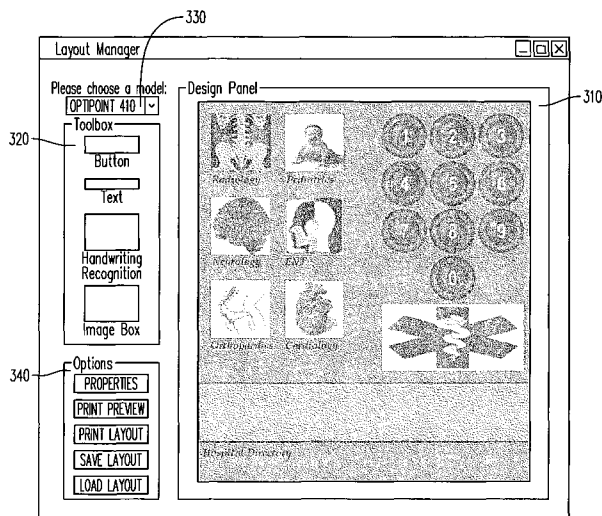 330
Layout Manager
Please choose a model:
OPTIPOINT 410
Design Panel
310
320
Toolbox
Button
Text
Handwriting
Recognition
Image Box
Radiology
Pediatrics
Neurology
ENT
Orthopaedics
Cardiology
1 2 3
4 5 6
7 8 9
0
340
Options
PROPERTIES
PRINT PREVIEW
PRINT LAYOUT
SAVE LAYOUT
LOAD LAYOUT
Hospital Directory